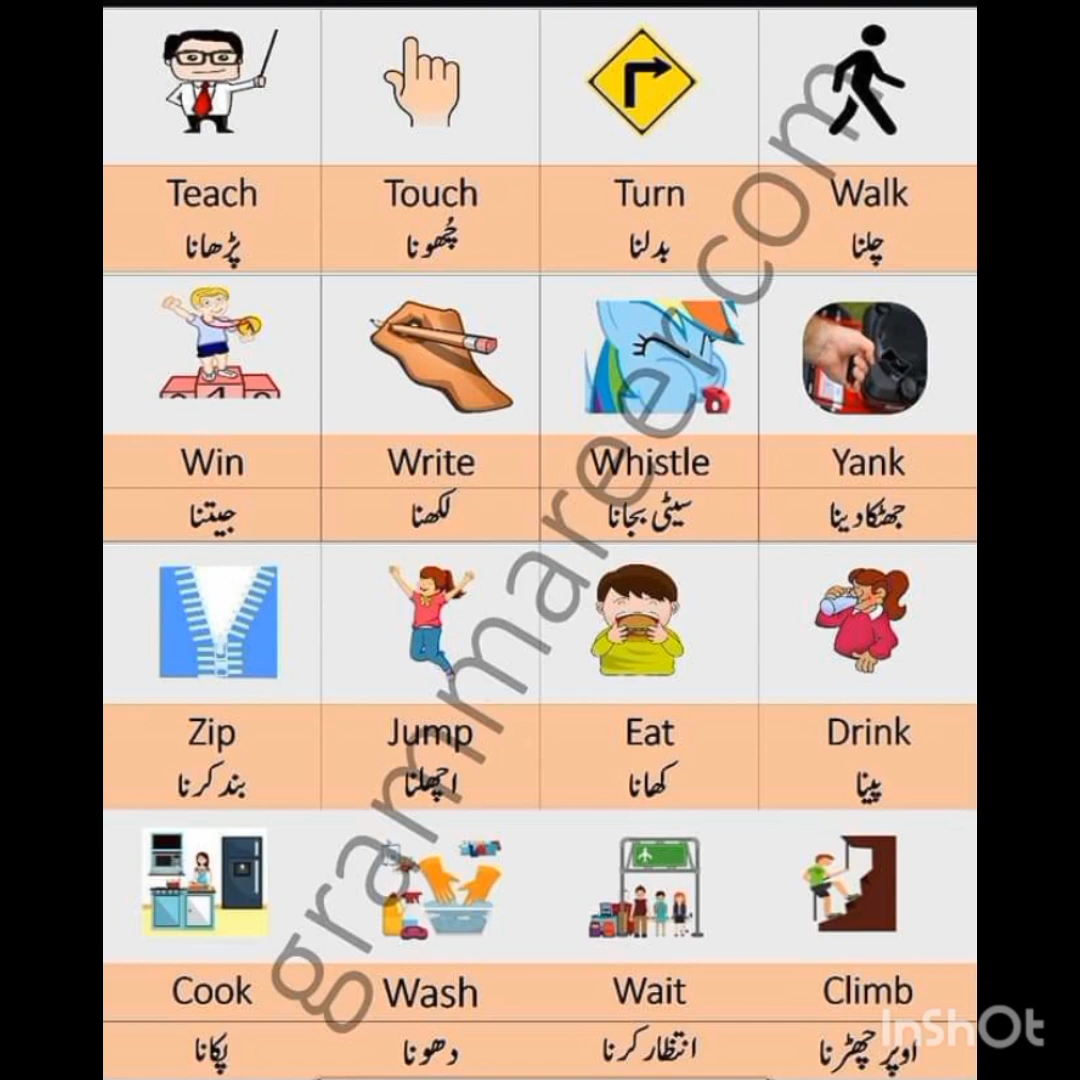 Teach Touch Turn Walk
پڑھانا چُھونا بدلنا چلنا
Win Write Whistle Yank
جیتنا لکھنا سیٹی بجانا جھٹکا دینا
Zip Jump Eat Drink
بند کرنا اچھلنا کھانا پینا
Cook Wash Wait Climb
پکانا دھونا انتظار کرنا اوپر چھڑنا
grammareer.com
InShOt